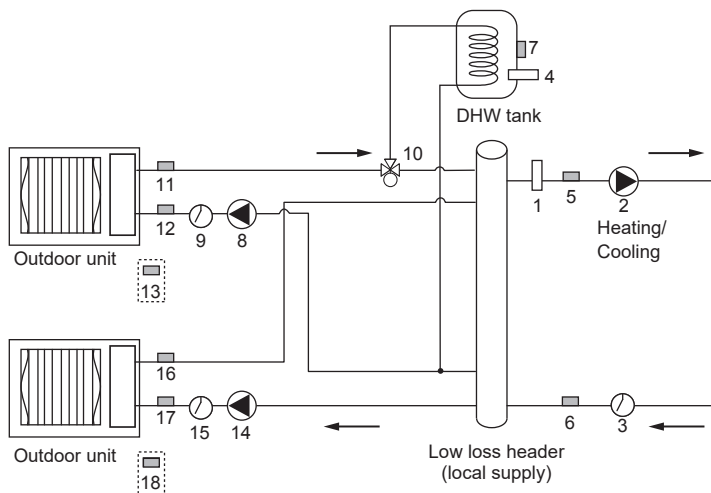 7
4
DHW tank
10
11
12
9
8
1
5
2
Heating/
Cooling
Outdoor unit
13
16
17
15
14
6
3
Outdoor unit
Low loss header
(local supply)
18